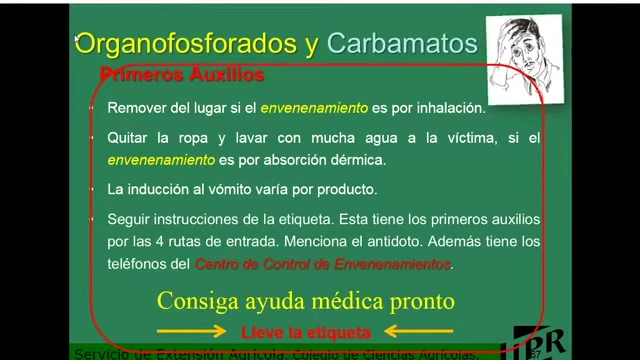 Organofosforados y Carbamatos
Primeros Auxilios
Remover del lugar si el envenenamiento es por inhalación.
Quitar la ropa y lavar con mucha agua a la víctima, si el
envenenamiento es por absorción dérmica.
La inducción al vómito varía por producto.
Seguir instrucciones de la etiqueta. Esta tiene los primeros auxilios
por las 4 rutas de entrada. Menciona el antidoto. Además tiene los
teléfonos del Centro de Control de Envenenamientos.
Consiga ayuda médica pronto
Lleve la etiqueta
Servicio de Extensión Agrícola, Colegio de Ciencias Agrícolas,